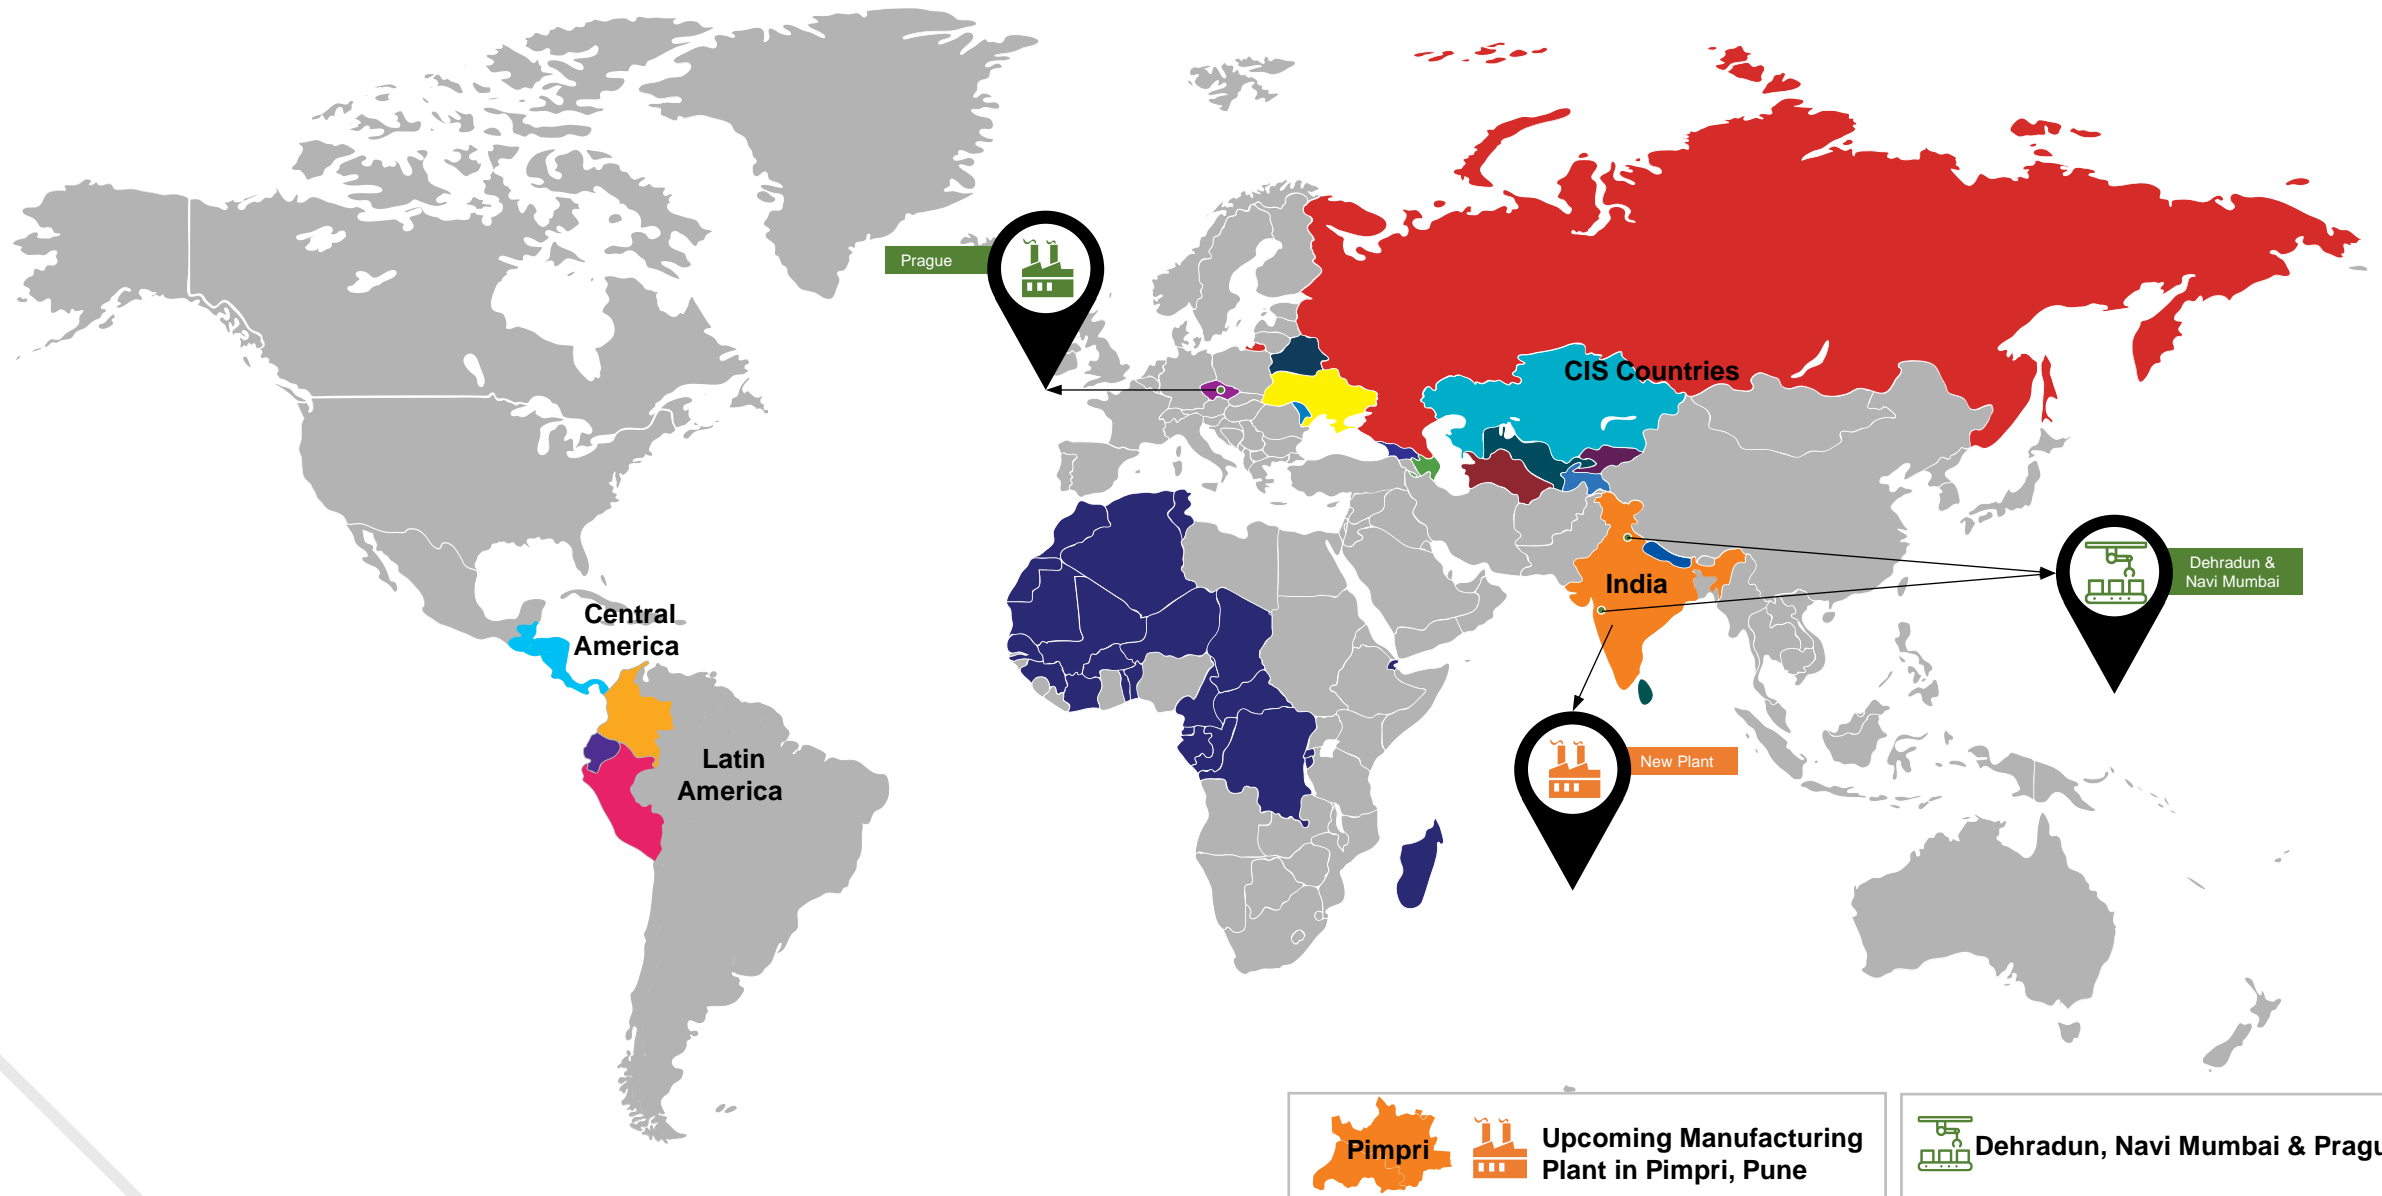 Prague
CIS Countries
Dehradun &
Navi Mumbai
India
Central
America
Latin
America
New Plant
Pimpri
Upcoming Manufacturing
Plant in Pimpri, Pune
Dehradun, Navi Mumbai & Pragu